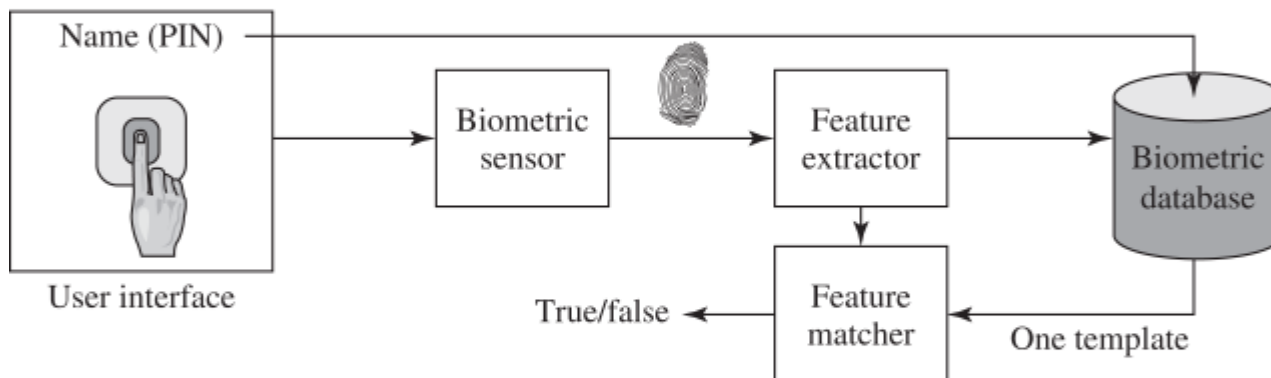 Name (PIN)
Biometric
sensor
Feature
extractor
Biometric
database
User interface
True/false
Feature
matcher
One template